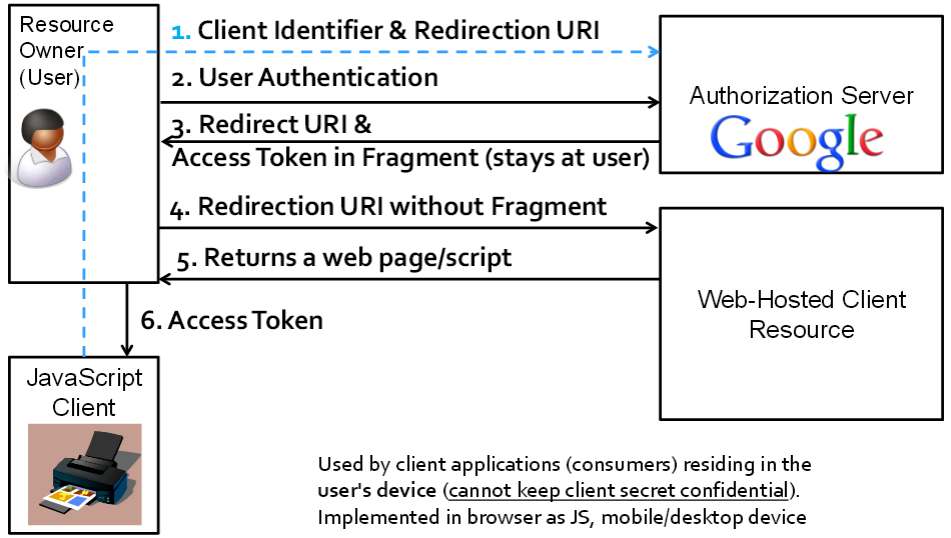 Resource
Owner
(User)
1. Client Identifier & Redirection URI
2. User Authentication
3. Redirect URI &
Access Token in Fragment (stays at user)
Authorization Server
Google
4. Redirection URI without Fragment
5. Returns a web page/script
Web-Hosted Client
Resource
6. Access Token
JavaScript
Client
Used by client applications (consumers) residing in the
user's device (cannot keep client secret confidential).
Implemented in browser as JS, mobile/desktop device